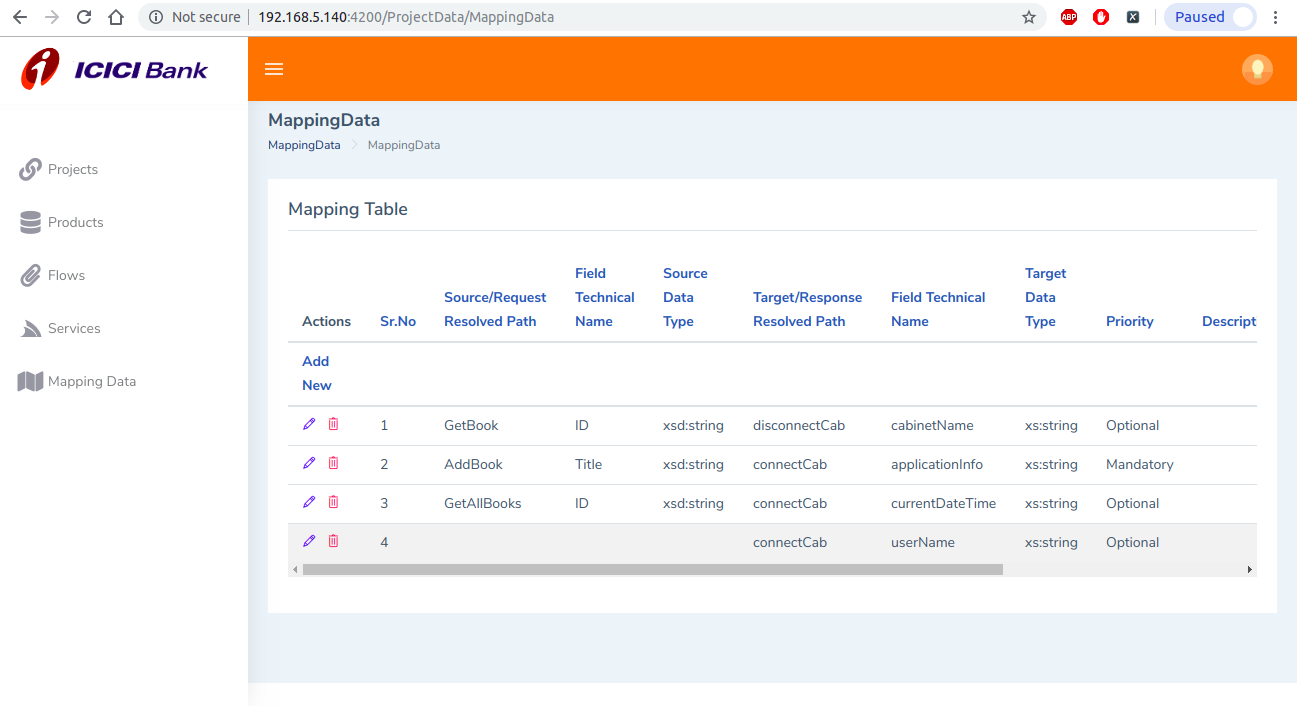 Not secure
192.168.5.140:4200/ProjectData/MappingData
ABP
X
Paused
i ICICI Bank
MappingData
MappingData MappingData
Projects
Products
Flows
Services
Mapping Data
Mapping Table
Field Source Target
Source/Request Technical Data Target/Response Field Technical Data
Actions Sr.No Resolved Path Name Type Resolved Path Name Type Priority Descript
Add
New
1 GetBook ID xsd:string disconnectCab cabinetName xs:string Optional
2 AddBook Title xsd:string connectCab applicationInfo xs:string Mandatory
3 GetAllBooks ID xsd:string connectCab currentDateTime xs:string Optional
4 connectCab userName xs:string Optional